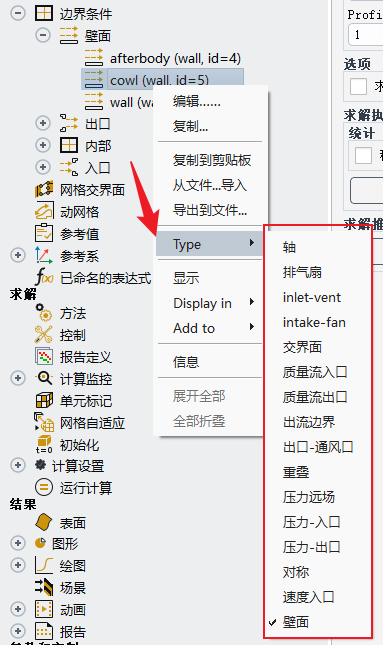 边界条件
壁面
afterbody (wall, id=4)
cowl (wall, id=5)
wall (wa
出口
内部
入口
网格交界面
动网格
参考值
参考系
已命名的表达式
求解
方法
控制
报告定义
计算监控
单元标记
网格自适应
初始化
t=0
计算设置
运行计算
结果
表面
图形
绘图
场景
动画
报告
编辑......
复制...
复制到剪贴板
从文件...导入
导出到文件...
Type
显示
Display in
Add to
信息
展开全部
全部折叠
轴
排气扇
inlet-vent
intake-fan
交界面
质量流入口
质量流出口
出流边界
出口-通风口
重叠
压力远场
压力-入口
压力-出口
对称
速度入口
壁面
Profi
1
选项
求解执
统计
求解